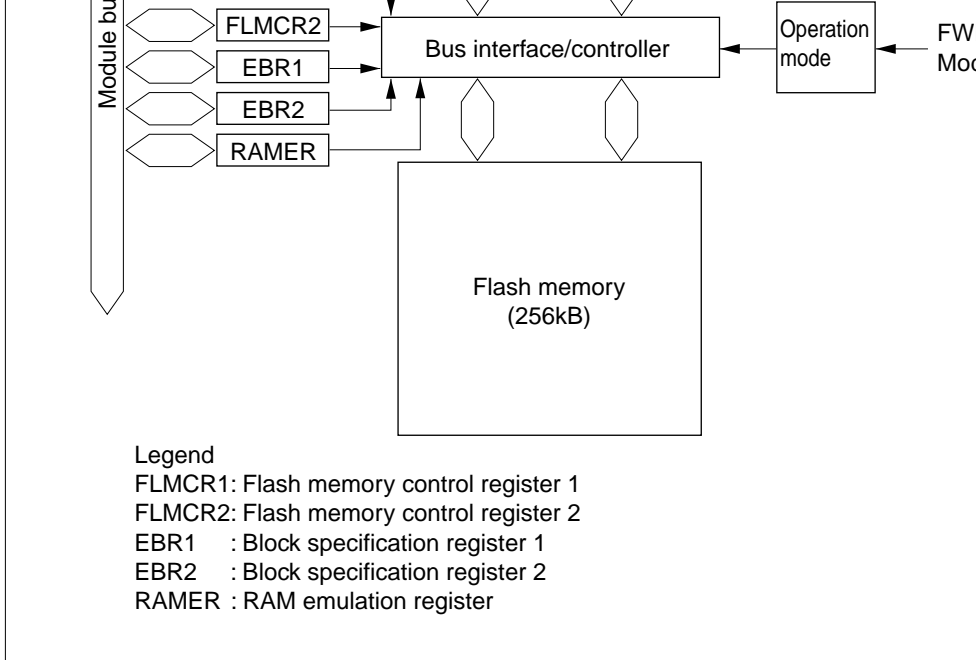 FLMCR2
EBR1
EBR2
RAMER
Module
Bus interface/controller
Operation
mode
FW
Flash memory
(256kB)
Legend
FLMCR1: Flash memory control register 1
FLMCR2: Flash memory control register 2
EBR1 : Block specification register 1
EBR2 : Block specification register 2
RAMER : RAM emulation register